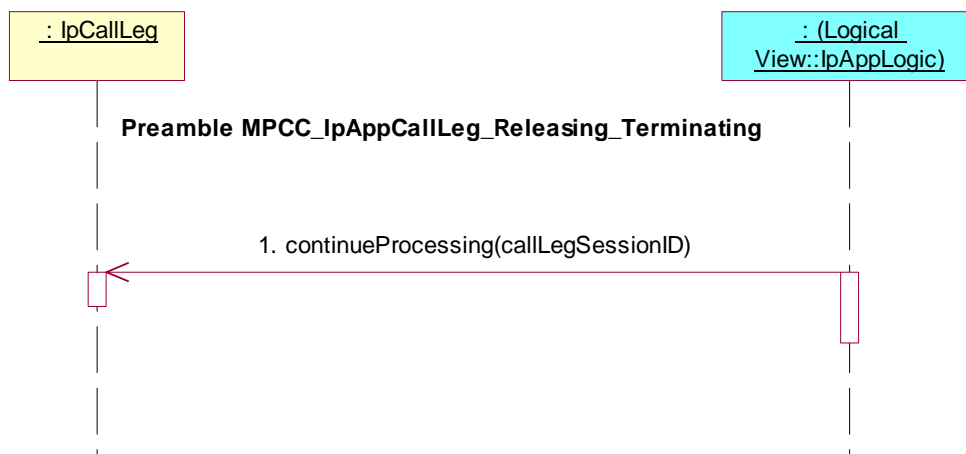 : IpCallLeg
: (Logical
View::IpAppLogic)
Preamble MPCC_IpAppCallLeg_Releasing_Terminating
1. continueProcessing(callLegSessionID)